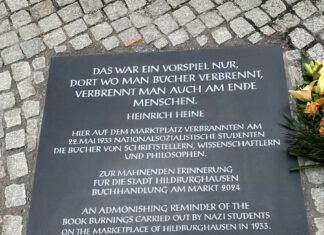 DAS WAR EIN VORSPIEL NUR,
DORT WO MAN BÜCHER VERBRENNT,
VERBRENNT MAN AUCH AM ENDE
MENSCHEN.
HEINRICH HEINE
HIER AUF DEM MARKTPLATZ VERBRANNTEN AM
22.MAI 1933 NATIONALSOZIALISTISCHE STUDENTEN
DIE BÜCHER VON SCHRIFTSTELLERN, WISSENSCHAFTLERN
UND PHILOSOPHEN.
ZUR MAHNENDEN ERINNERUNG
FÜR DIE STADT HILDBURGHAUSEN
BUCHHANDLUNG AM MARKT 2024
AN ADMONISHING REMINDER OF THE
BOOK BURNINGS CARRIED OUT BY NAZI STUDENTS
ON THE MARKETPLACE OF HILDBURGHAUSEN IN 1933.